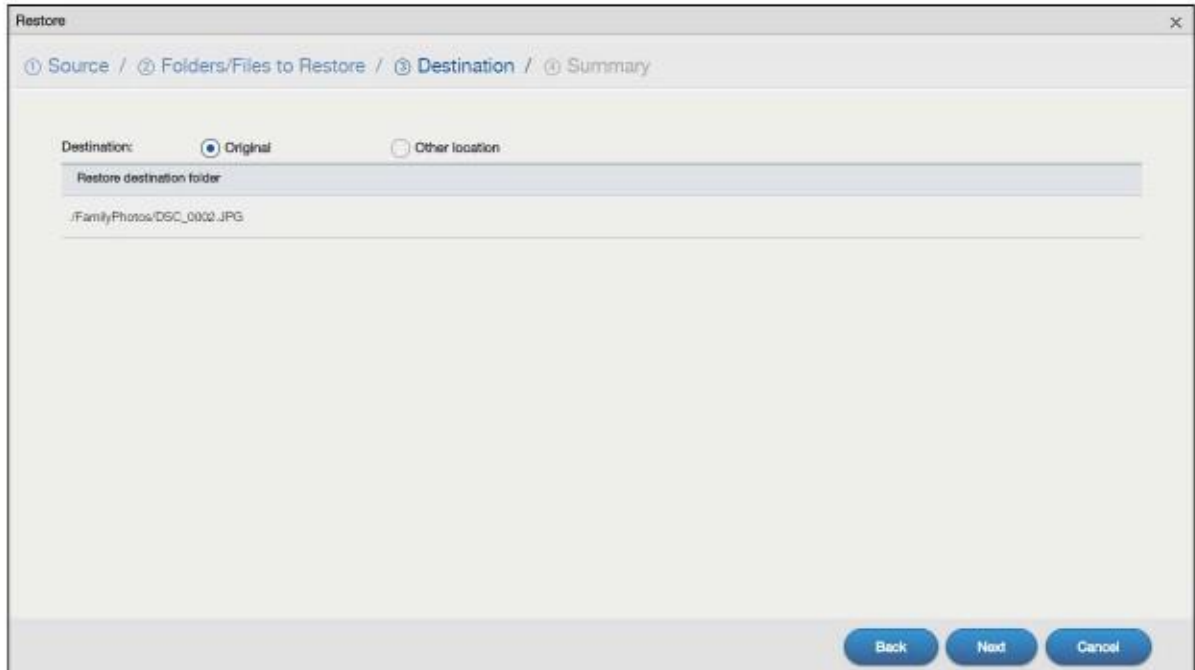 Restore
① Source / ② Folders/Files to Restore / ③ Destination / ④ Summary
Destination: Original Other location
Restore destination folder
/FamilyPhotos/DSC_0002.JPG
Back Next Cancel